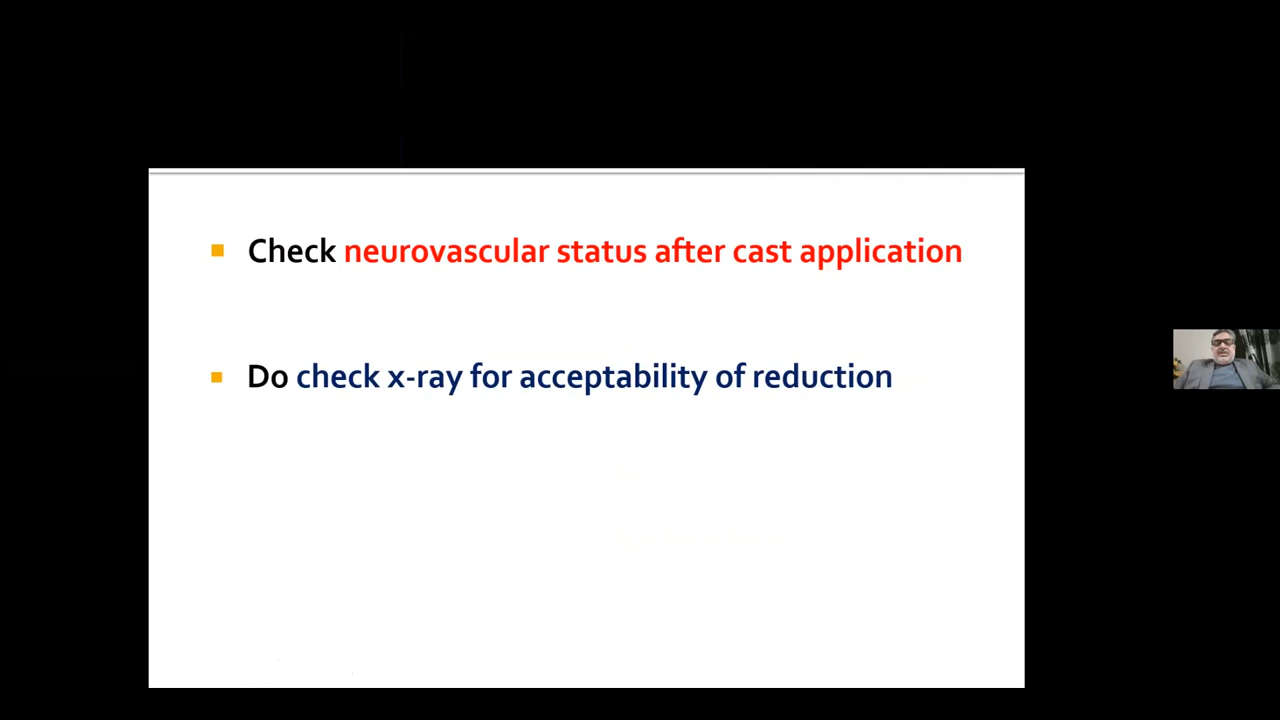 Check neurovascular status after cast application
Do check x-ray for acceptability of reduction